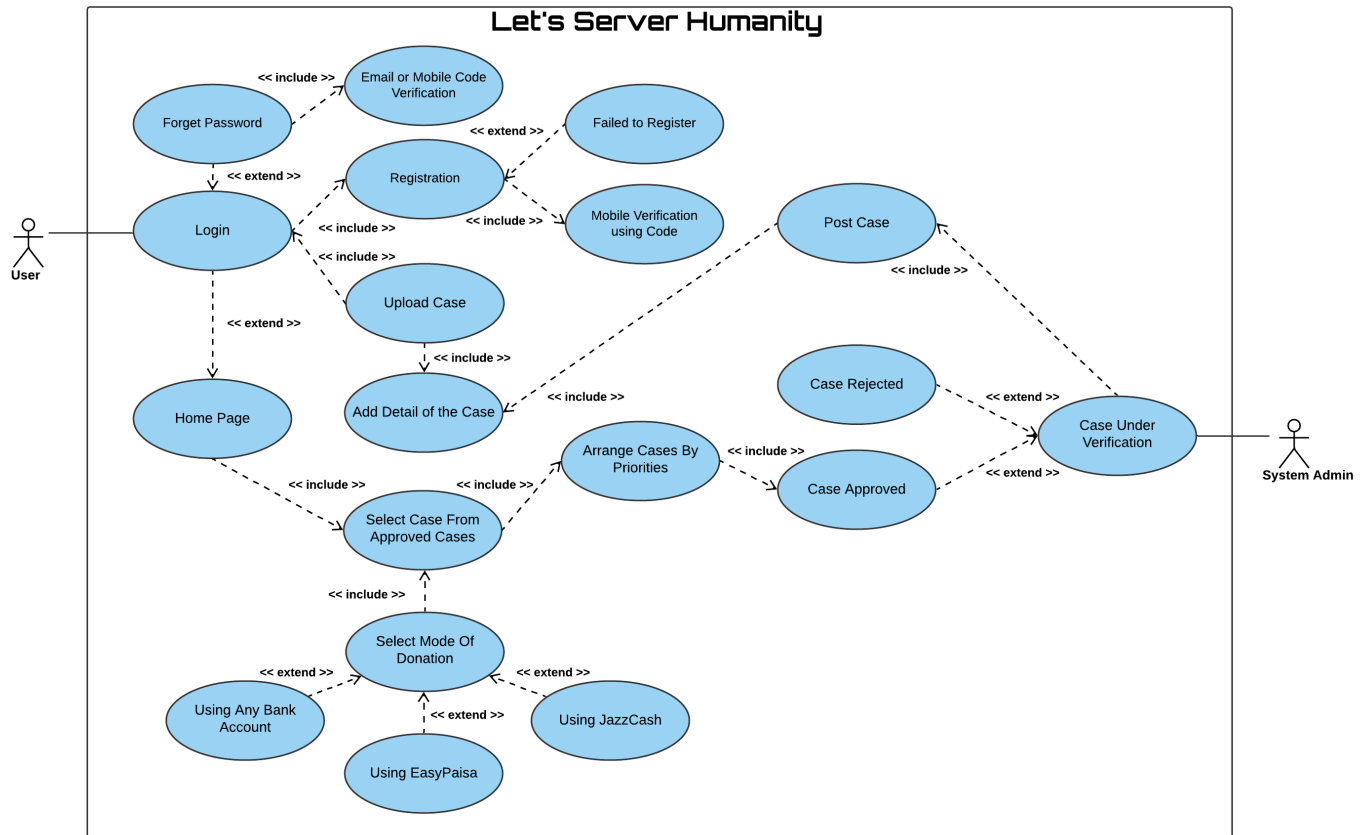 Let's Server Humanity
<< include >>
Email or Mobile Code
Verification
Forget Password
<< extend >>
Failed to Register
<< extend >>
Registration
<< include >>
Mobile Verification
using Code
<< include >>
Login
User
<< include >>
Upload Case
Post Case
<< include >>
<< extend >>
<< include >>
Add Detail of the Case
<< include >>
Home Page
Case Rejected
<< extend >>
Case Under
Verification
System Admin
Arrange Cases By
Priorities
<< include >>
Case Approved
<< extend >>
<< include >>
<< include >>
Select Case From
Approved Cases
<< include >>
Select Mode Of
Donation
<< extend >>
<< extend >>
Using Any Bank
Account
<< extend >>
Using JazzCash
Using EasyPaisa